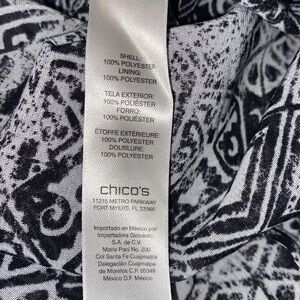 SHELL:
100% POLYESTER
LINING:
100% POLYESTER
TELA EXTERIOR:
100% POLIÉSTER
FORRO:
100% POLIÉSTER
ÉTOFFE EXTÉRIEURE:
100% POLYESTER
DOUBLURE:
100% POLYESTER
chico's
11215 METRO PARKWAY
FORT MYERS, FL 33966
Importado en México por:
Importadora Globastic,
S.A. de C.V.
Mario Pani No. 200
Col Santa Fe Cuajimalpa
Delegación Cuajimalpa
de Morelos C.P. 05348
México D.F. México